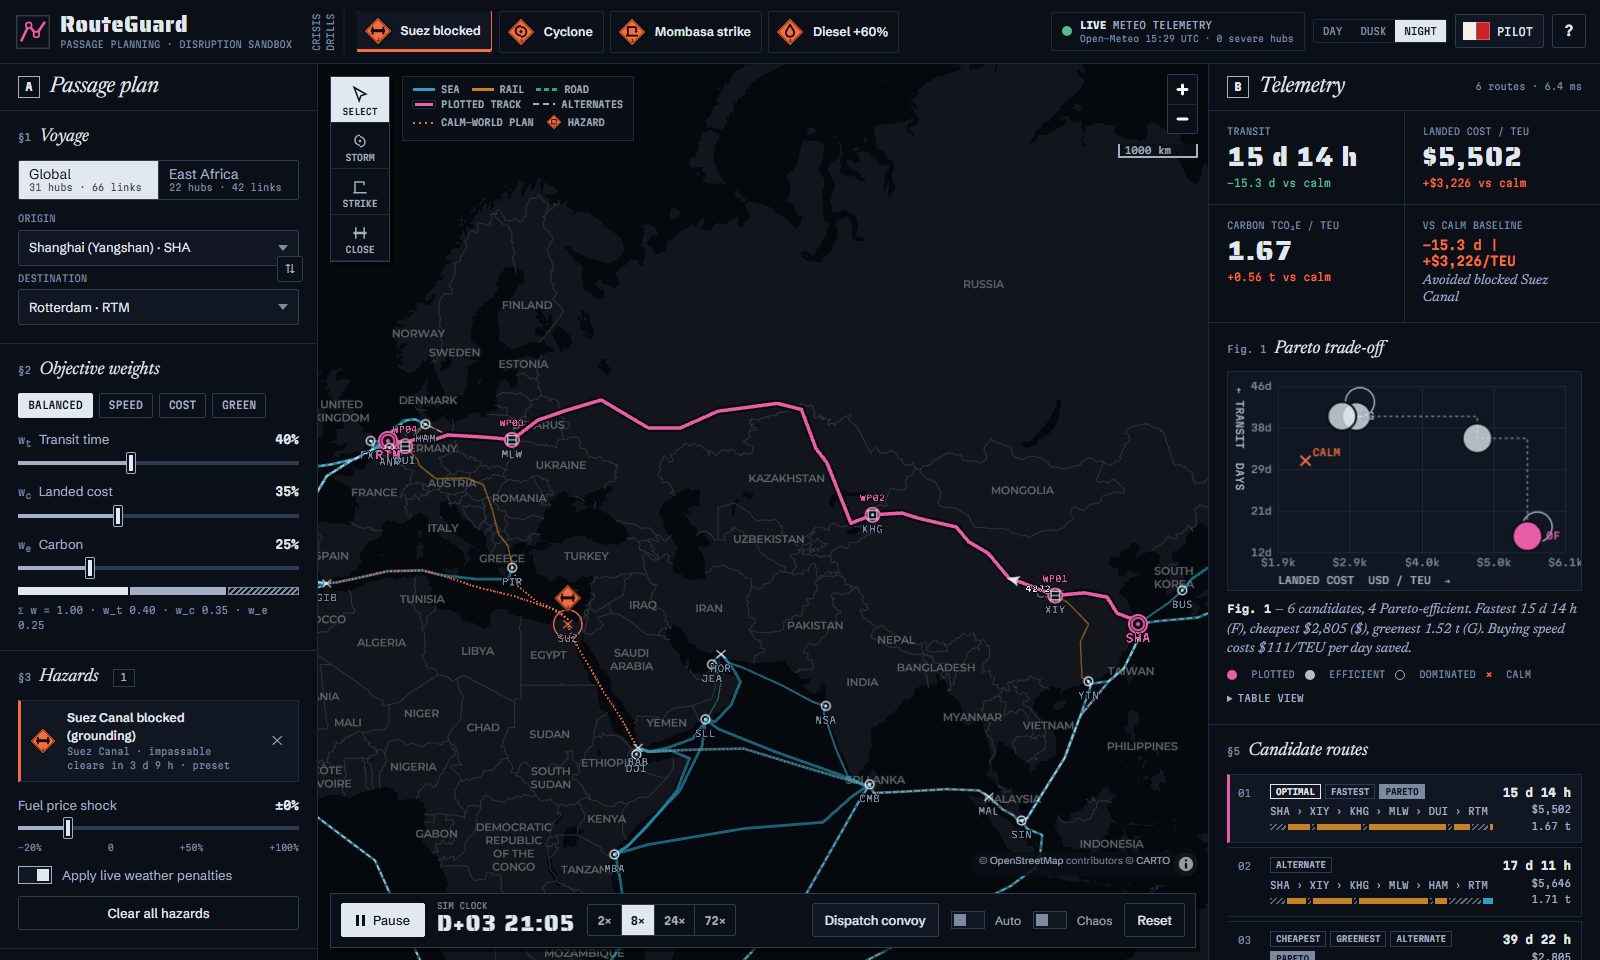 RouteGuard
PASSAGE PLANNING · DISRUPTION SANDBOX
CRISIS DRILLS
Suez blocked
Cyclone
Mombasa strike
Diesel +60%
LIVE METEO TELEMETRY
Open-Meteo 15:29 UTC · 0 severe hubs
DAY DUSK NIGHT
PILOT
?
A Passage plan
§1 Voyage
Global
31 hubs · 66 links
East Africa
22 hubs · 42 links
ORIGIN
Shanghai (Yangshan) · SHA
DESTINATION
Rotterdam · RTM
§2 Objective weights
BALANCED SPEED COST GREEN
wt Transit time 40%
wc Landed cost 35%
we Carbon 25%
Σ w = 1.00 · w_t 0.40 · w_c 0.35 · w_e
0.25
§3 Hazards 1
Suez Canal blocked
(grounding)
Suez Canal · impassable
clears in 3 d 9 h · preset
Fuel price shock ±0%
−20% 0 +50% +100%
Apply live weather penalties
Clear all hazards
SELECT
STORM
STRIKE
CLOSE
SEA RAIL ROAD
PLOTTED TRACK ALTERNATES
CALM-WORLD PLAN HAZARD
+
−
1000 km
RUSSIA
FINLAND
NORWAY
SWEDEN
ESTONIA
DENMARK
UNITED
KINGDOM
WP04
HAM
WP03
ARUS
RTM
DUI
ERMANY
MLW
UKRAINE
FRANCE
AUSTRIA
ROMANIA
KAZAKHSTAN
MONGOLIA
WP02
KHG
ITALY
UZBEKISTAN
SPAIN
GREECE
TURKEY
PIR
GIB
TUNISIA
IRAQ
IRAN
WP01
4272
XIY
SOUTH
KOREA
BUS
SHA
OCCO
SUZ
PAKISTAN
NEPAL
ALGERIA
LIBYA
EGYPT
SAUDI
ARABIA
HOR
JEA
BANGLADESH
TAIWAN
INDIA
YTN
NIGER
MALI
CHAD
SUDAN
YEMEN
SLL
NSA
MYANMAR
VIETNAM
PHILIPPINES
NIGERIA
SOUTH
SUDAN
ETHIOPIA
BAB
DJI
SRI LANKA
CMB
CÔTE
VOIRE
MALAYSIA
MAL
SIN
GABON
DEMOCRATIC
REPUBLIC
OF THE
CONGO
KENYA
TANZAN
MBA
INDONESIA
© OpenStreetMap contributors © CARTO
MOZAMBIQUE
Pause
SIM CLOCK
D+03 21:05
2× 8× 24× 72×
Dispatch convoy
Auto
Chaos
Reset
B Telemetry
6 routes · 6.4 ms
TRANSIT
15 d 14 h
−15.3 d vs calm
LANDED COST / TEU
$5,502
+$3,226 vs calm
CARBON TCO₂E / TEU
1.67
+0.56 t vs calm
VS CALM BASELINE
−15.3 d |
+$3,226/TEU
Avoided blocked Suez
Canal
Fig. 1 Pareto trade-off
↑ TRANSIT DAYS
46d
38d
29d
21d
12d
CALM
$1.9k $2.9k $4.0k $5.0k $6.1k
LANDED COST USD / TEU →
Fig. 1 – 6 candidates, 4 Pareto-efficient. Fastest 15 d 14 h
(F), cheapest $2,805 ($), greenest 1.52 t (G). Buying speed
costs $111/TEU per day saved.
PLOTTED EFFICIENT DOMINATED × CALM
TABLE VIEW
§5 Candidate routes
01 OPTIMAL FASTEST PARETO 15 d 14 h
SHA › XIY › KHG › MLW › DUI › RTM $5,502
1.67 t
02 ALTERNATE 17 d 11 h
SHA › XIY › KHG › MLW › HAM › RTM $5,646
1.71 t
03 CHEAPEST GREENEST ALTERNATE 39 d 22 h
PARETO $2,805